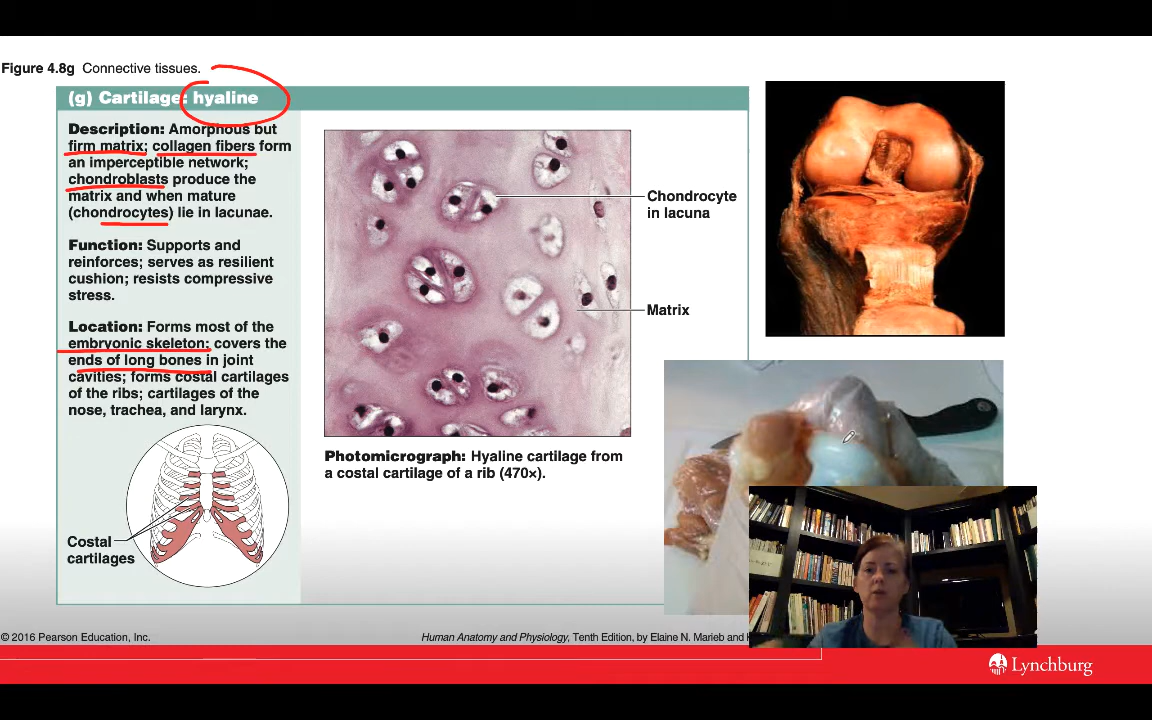 Figure 4.8g Connective tissues.
(g) Cartilage: hyaline
Description: Amorphous but
firm matrix; collagen fibers form
an imperceptible network;
chondroblasts produce the
matrix and when mature
(chondrocytes) lie in lacunae.
Function: Supports and
reinforces; serves as resilient
cushion; resists compressive
stress.
Location: Forms most of the
embryonic skeleton; covers the
ends of long bones in joint
cavities; forms costal cartilages
of the ribs; cartilages of the
nose, trachea, and larynx.
Costal
cartilages
Chondrocyte
in lacuna
Matrix
Photomicrograph: Hyaline cartilage from
a costal cartilage of a rib (470×).
© 2016 Pearson Education, Inc.
Human Anatomy and Physiology, Tenth Edition, by Elaine N. Marieb and
Lynchburg